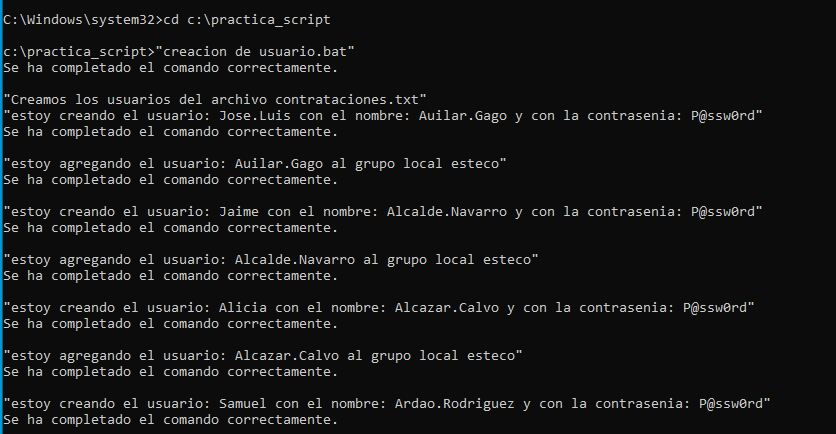 C:\Windows\system32>cd c:\practica_script
c:\practica_script>"creacion de usuario.bat"
Se ha completado el comando correctamente.
"Creamos los usuarios del archivo contrataciones.txt"
"estoy creando el usuario: Jose.Luis con el nombre: Auilar.Gago y con la contrasenia: P@ssw0rd"
Se ha completado el comando correctamente.
"estoy agregando el usuario: Auilar.Gago al grupo local esteco"
Se ha completado el comando correctamente.
"estoy creando el usuario: Jaime con el nombre: Alcalde.Navarro y con la contrasenia: P@ssw0rd"
Se ha completado el comando correctamente.
"estoy agregando el usuario: Alcalde.Navarro al grupo local esteco"
Se ha completado el comando correctamente.
"estoy creando el usuario: Alicia con el nombre: Alcazar.Calvo y con la contrasenia: P@ssw0rd"
Se ha completado el comando correctamente.
"estoy agregando el usuario: Alcazar.Calvo al grupo local esteco"
Se ha completado el comando correctamente.
"estoy creando el usuario: Samuel con el nombre: Ardao.Rodriguez y con la contrasenia: P@ssw0rd"
Se ha completado el comando correctamente.